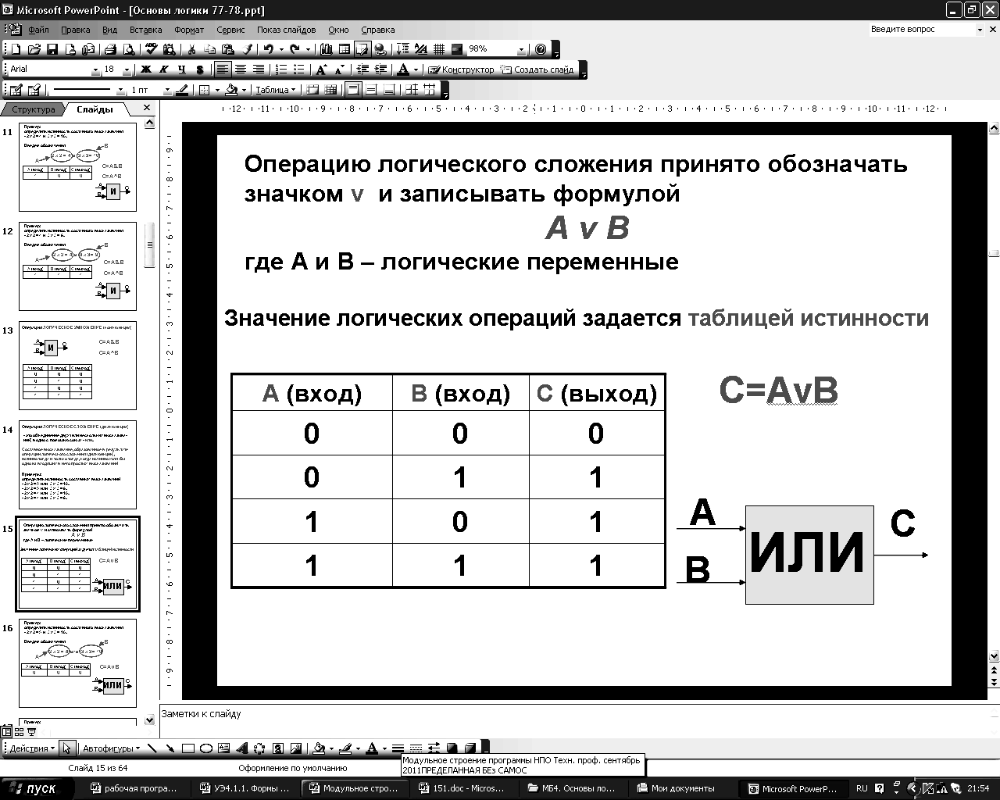 Microsoft PowerPoint - [Основы логики 77-78.ppt]
Файл Правка Вид Вставка Формат Сервис Показ слайдов Окно Справка
Введите вопрос
98%
Arial 18 Ж К Ч S Конструктор Создать слайд
1 пт Таблица
Структура Слайды
11
12
13
14
15
16
C=A&B
И
C=A&B
И
И
C=A&B
C=AvB
ИЛИ
C=AvB
ИЛИ
Операцию логического сложения принято обозначать
значком v и записывать формулой
A v B
где А и В – логические переменные
Значение логических операций задается таблицей истинности
А (вход) В (вход) С (выход)
0 0 0
0 1 1
1 0 1
1 1 1
C=AvB
А
В
ИЛИ
С
Заметки к слайду
Действия Автофигуры
Модульное строение программы НПО Техн. проф. сентябрь
2011ПРЕДЕЛАННАЯ БЕЗ САМОС
Слайд 15 из 64 Оформление по умолчанию
пуск рабочая програ... УЭ4.1.1. Формы ... Модульное стро... 151.doc - Micros... МБ4. Основы ло... Мои документы Microsoft PowerP... RU 21:54